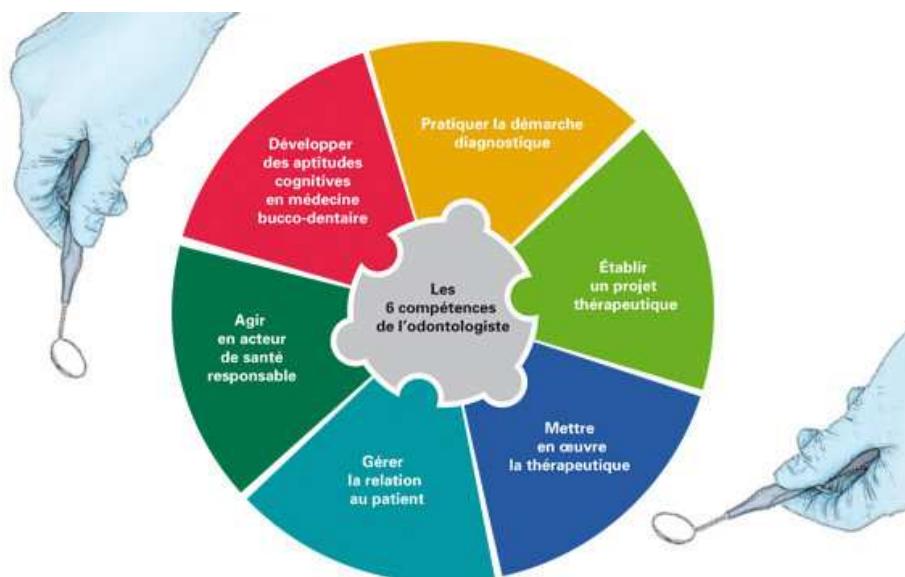 Pratiquer la démarche
diagnostique
Développer
des aptitudes
cognitives
en médecine
bucco-dentaire
Établir
un projet
thérapeutique
Les
6 compétences
de l'odontologiste
Agir
en acteur
de santé
responsable
Mettre
en œuvre
la thérapeutique
Gérer
la relation
au patient